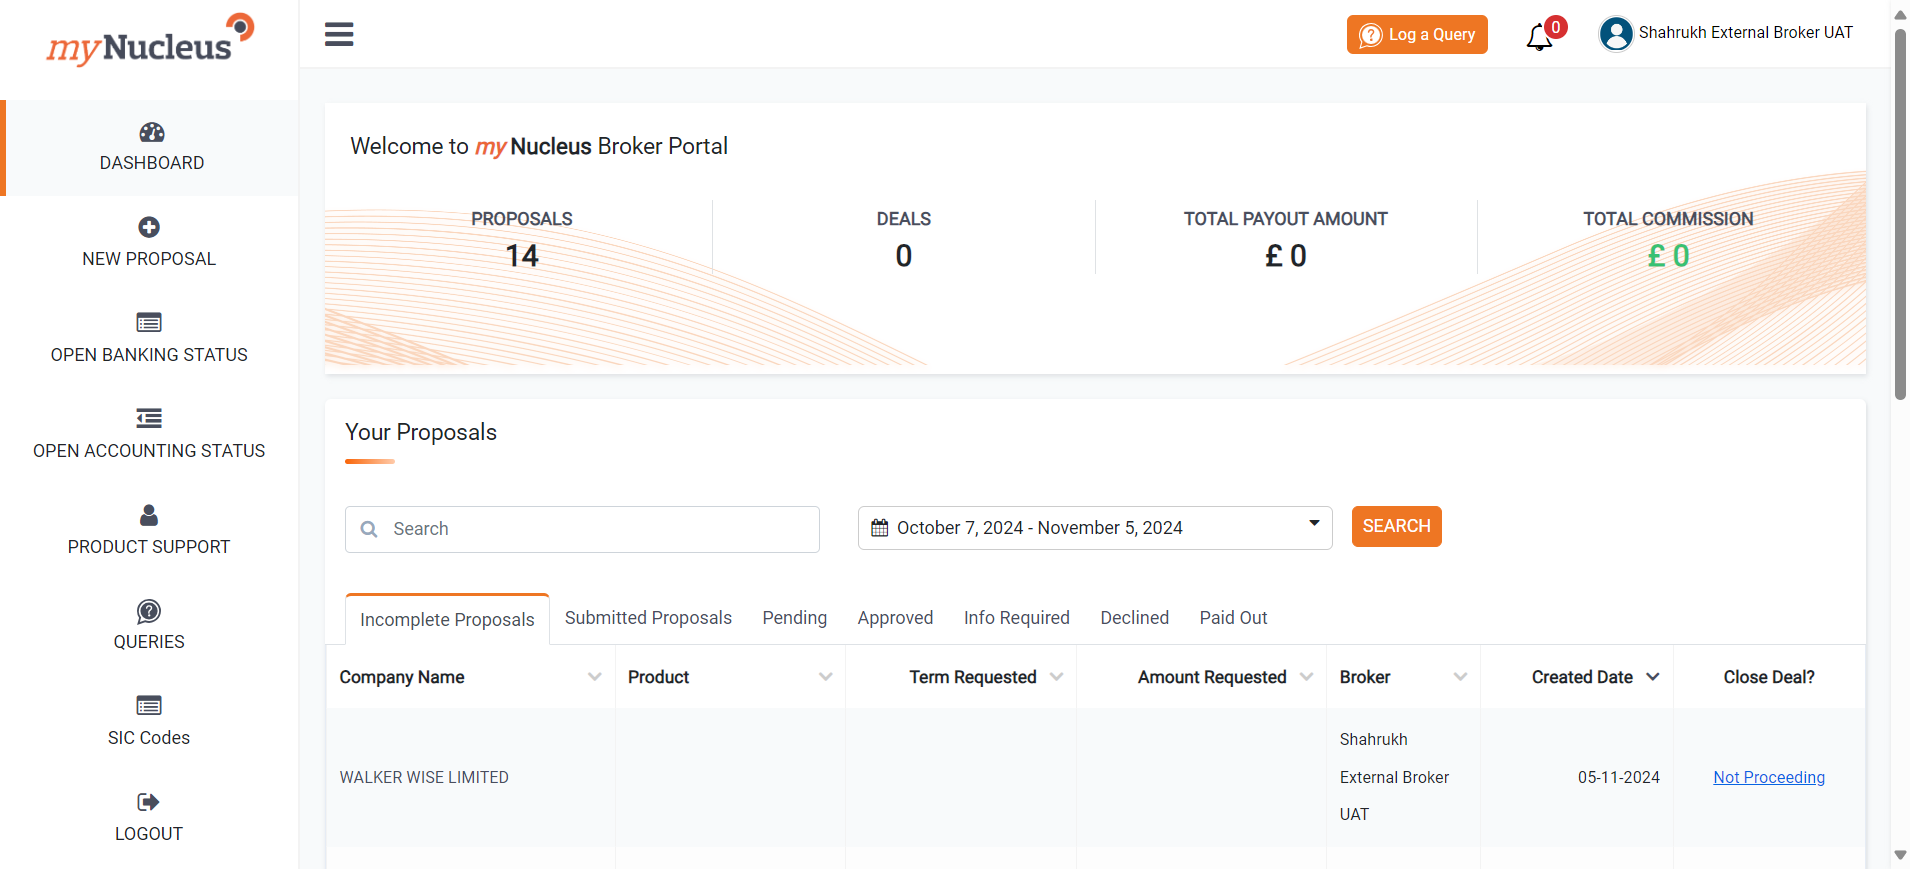 myNucleus
Log a Query
0
Shahrukh External Broker UAT
DASHBOARD
NEW PROPOSAL
OPEN BANKING STATUS
OPEN ACCOUNTING STATUS
PRODUCT SUPPORT
QUERIES
SIC Codes
LOGOUT
Welcome to my Nucleus Broker Portal
PROPOSALS
14
DEALS
0
TOTAL PAYOUT AMOUNT
£ 0
TOTAL COMMISSION
£ 0
Your Proposals
Search
October 7, 2024 - November 5, 2024
SEARCH
Incomplete Proposals Submitted Proposals Pending Approved Info Required Declined Paid Out
Company Name Product Term Requested Amount Requested Broker Created Date Close Deal?
WALKER WISE LIMITED
Shahrukh
External Broker
UAT
05-11-2024
Not Proceeding